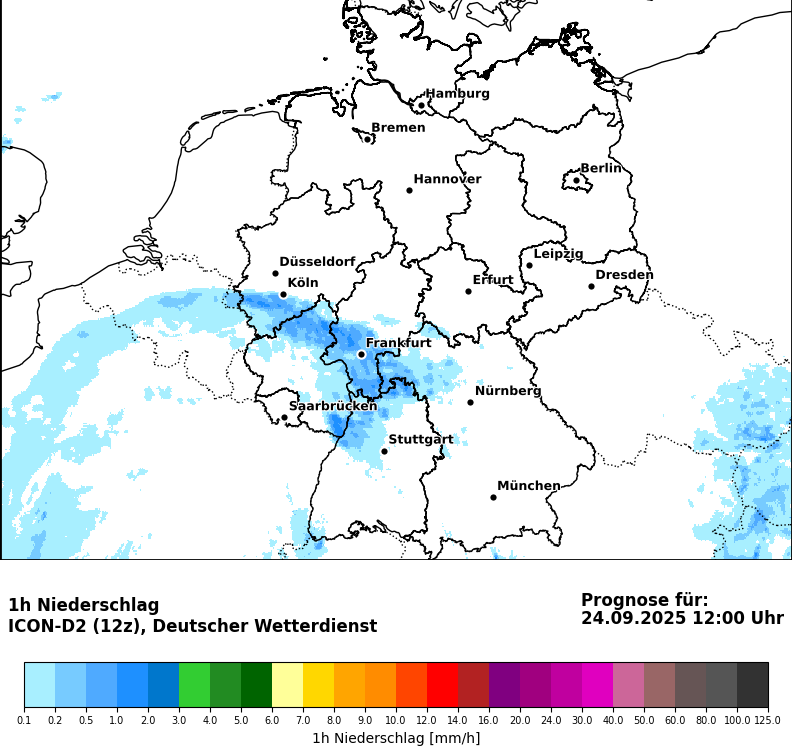 Hamburg
Bremen
Hannover
Berlin
Düsseldorf
Köln
Leipzig
Erfurt
Dresden
Frankfurt
Saarbrücken
Nürnberg
Stuttgart
München
1h Niederschlag
ICON-D2 (12z), Deutscher Wetterdienst
Prognose für:
24.09.2025 12:00 Uhr
0.1 0.2 0.5 1.0 2.0 3.0 4.0 5.0 6.0 7.0 8.0 9.0 10.0 12.0 14.0 16.0 20.0 24.0 30.0 40.0 50.0 60.0 80.0 100.0 125.0
1h Niederschlag [mm/h]